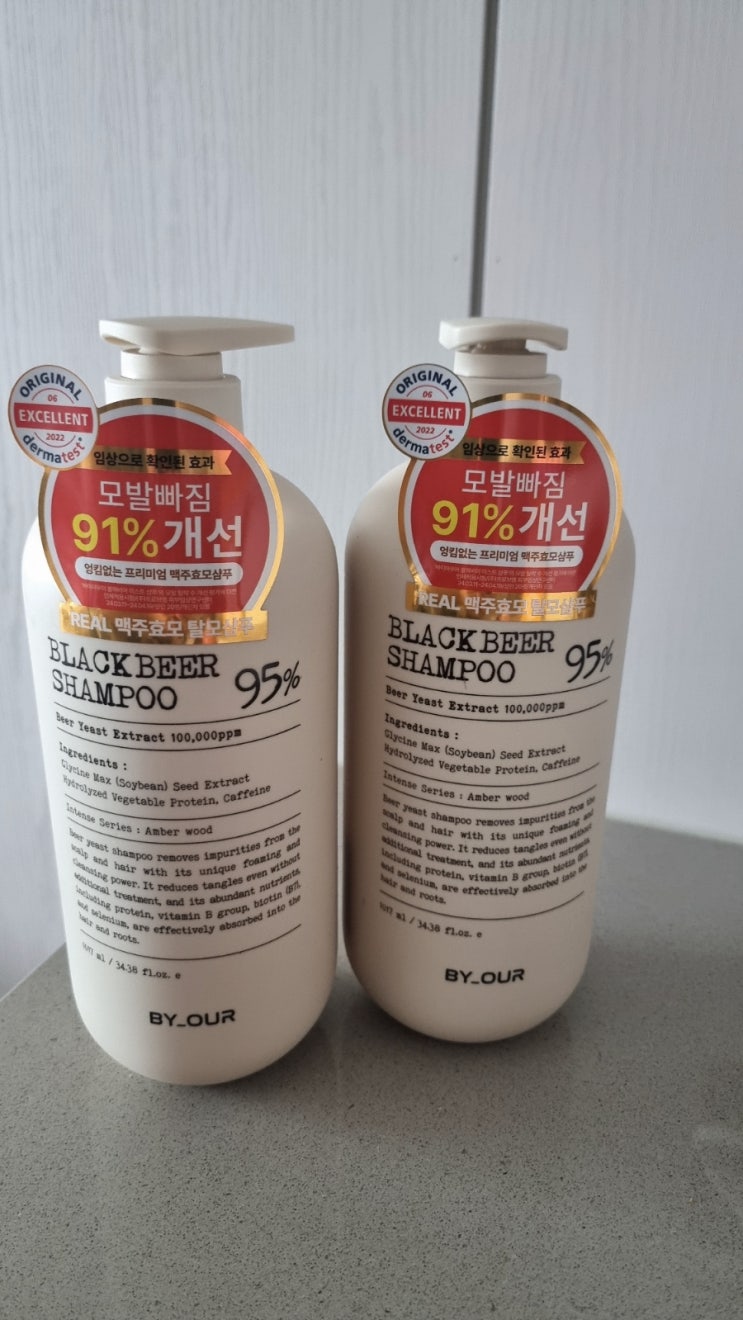 ORIGINAL
06
EXCELLENT
2022
dermatest®
임상으로 확인된 효과
모발빠짐
91% 개선
엉킴없는 프리미엄 맥주효모샴푸
REAL 맥주효모 탈모샴푸
BLACK BEER
SHAMPOO 95%
Beer Yeast Extract 100,000ppm
Ingredients :
Glycine Max (Soybean) Seed Extract
Hydrolyzed Vegetable Protein, Caffeine
Intense Series : Amber wood
Beer yeast shampoo removes impurities from the
scalp and hair with its unique foaming and
cleansing power. It reduces tangles even without
additional treatment, and its abundant nutrients,
including protein, vitamin B group, biotin (B7),
and selenium, are effectively absorbed into the
hair and roots.
1017 ml / 34.38 fl.oz. e
BY_OUR
ORIGINAL
06
EXCELLENT
2022
dermatest®
임상으로 확인된 효과
모발빠짐
91% 개선
엉킴없는 프리미엄 맥주효모샴푸
REAL 맥주효모 탈모샴푸
BLACK BEER
SHAMPOO 95%
Beer Yeast Extract 100,000ppm
Ingredients :
Glycine Max (Soybean) Seed Extract
Hydrolyzed Vegetable Protein, Caffeine
Intense Series : Amber wood
Beer yeast shampoo removes impurities from the
scalp and hair with its unique foaming and
cleansing power. It reduces tangles even without
additional treatment, and its abundant nutrients,
including protein, vitamin B group, biotin (B7),
and selenium, are effectively absorbed into the
hair and roots.
1017 ml / 34.38 fl.oz. e
BY_OUR